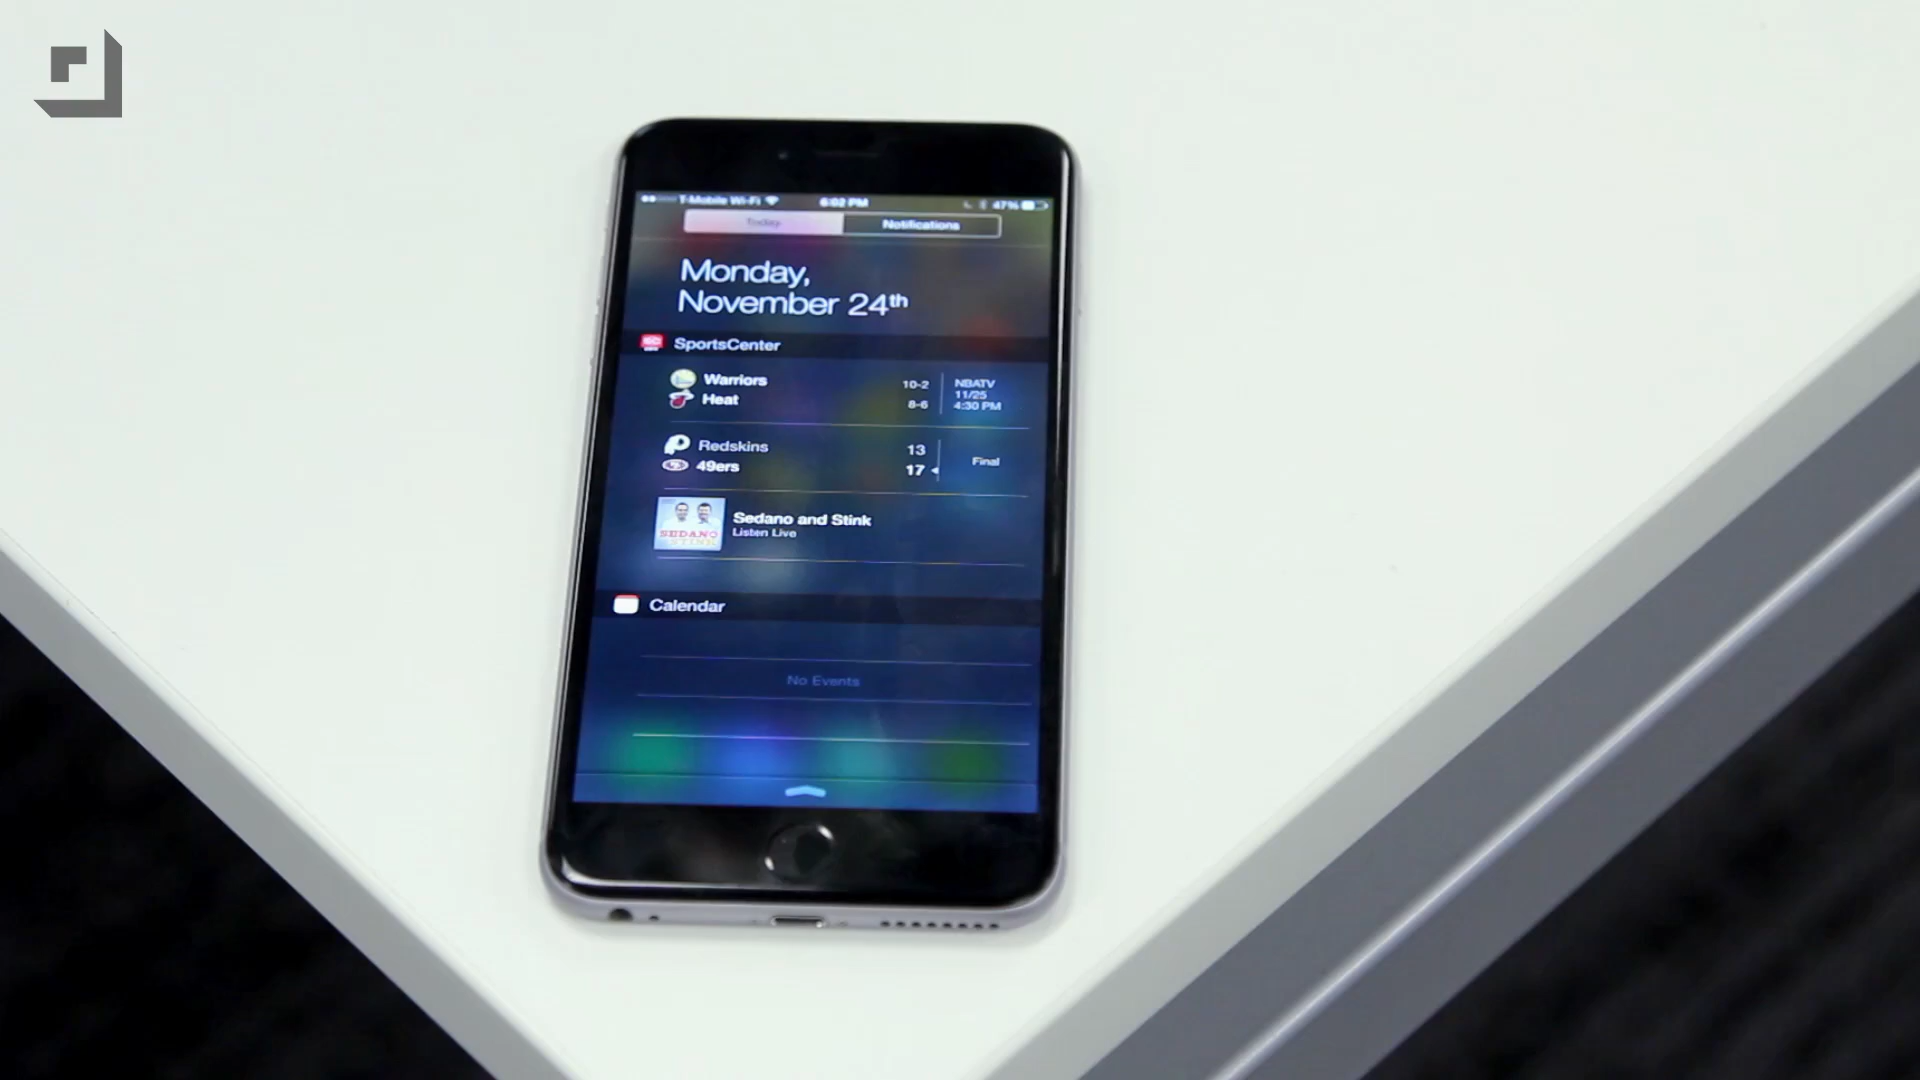 T-Mobile Wi-Fi 6:02 PM 47%
Today Notifications
Monday,
November 24th
SportsCenter
Warriors 10-2
Heat 8-6
NBATV
11/25
4:30 PM
Redskins 13
49ers 17
Final
SEDANO
STINK
Sedano and Stink
Listen Live
Calendar
No Events